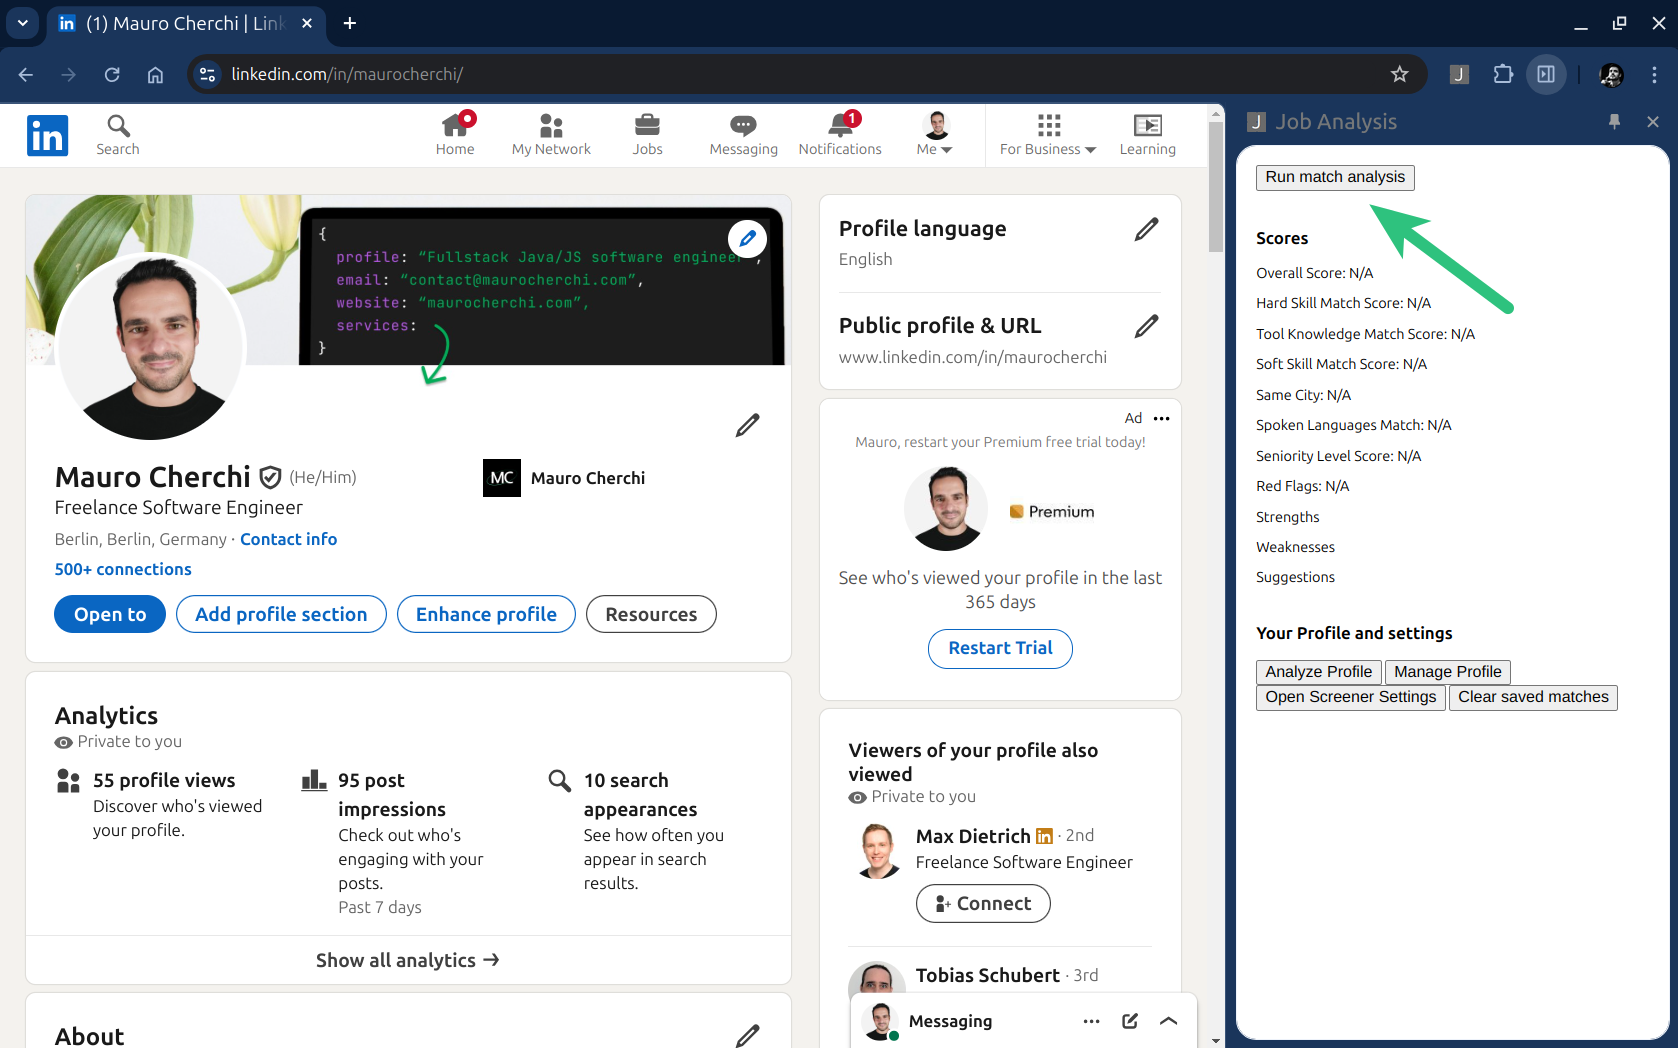 (1) Mauro Cherchi | Link
linkedin.com/in/maurocherchi/
J
in
Search
Home
My Network
Jobs
Messaging
1
Notifications
Me
For Business
Learning
J Job Analysis
Run match analysis
Scores
Overall Score: N/A
Hard Skill Match Score: N/A
Tool Knowledge Match Score: N/A
Soft Skill Match Score: N/A
Same City: N/A
Spoken Languages Match: N/A
Seniority Level Score: N/A
Red Flags: N/A
Strengths
Weaknesses
Suggestions
Your Profile and settings
Analyze Profile
Manage Profile
Open Screener Settings
Clear saved matches
{
profile: “Fullstack Java/JS software engineer”,
email: “contact@maurocherchi.com”,
website: “maurocherchi.com”,
services:
}
Mauro Cherchi (He/Him)
Freelance Software Engineer
Berlin, Berlin, Germany · Contact info
500+ connections
MC Mauro Cherchi
Open to
Add profile section
Enhance profile
Resources
Analytics
Private to you
55 profile views
Discover who's viewed
your profile.
95 post
impressions
Check out who's
engaging with your
posts.
Past 7 days
10 search
appearances
See how often you
appear in search
results.
Show all analytics →
About
Profile language
English
Public profile & URL
www.linkedin.com/in/maurocherchi
Ad
Mauro, restart your Premium free trial today!
Premium
See who's viewed your profile in the last
365 days
Restart Trial
Viewers of your profile also
viewed
Private to you
Max Dietrich in · 2nd
Freelance Software Engineer
Connect
Tobias Schubert · 3rd
Messaging